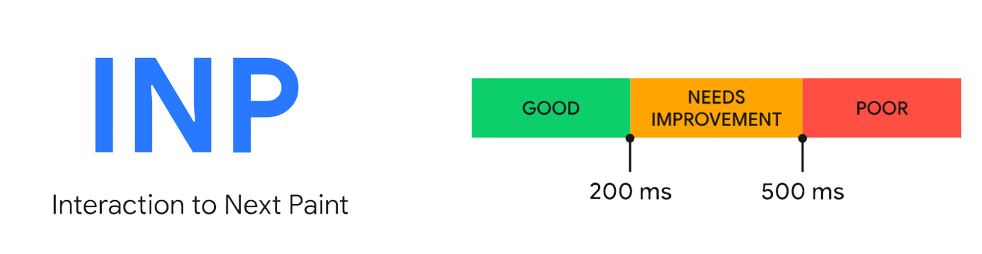 INP
Interaction to Next Paint
GOOD
NEEDS
IMPROVEMENT
POOR
200 ms
500 ms